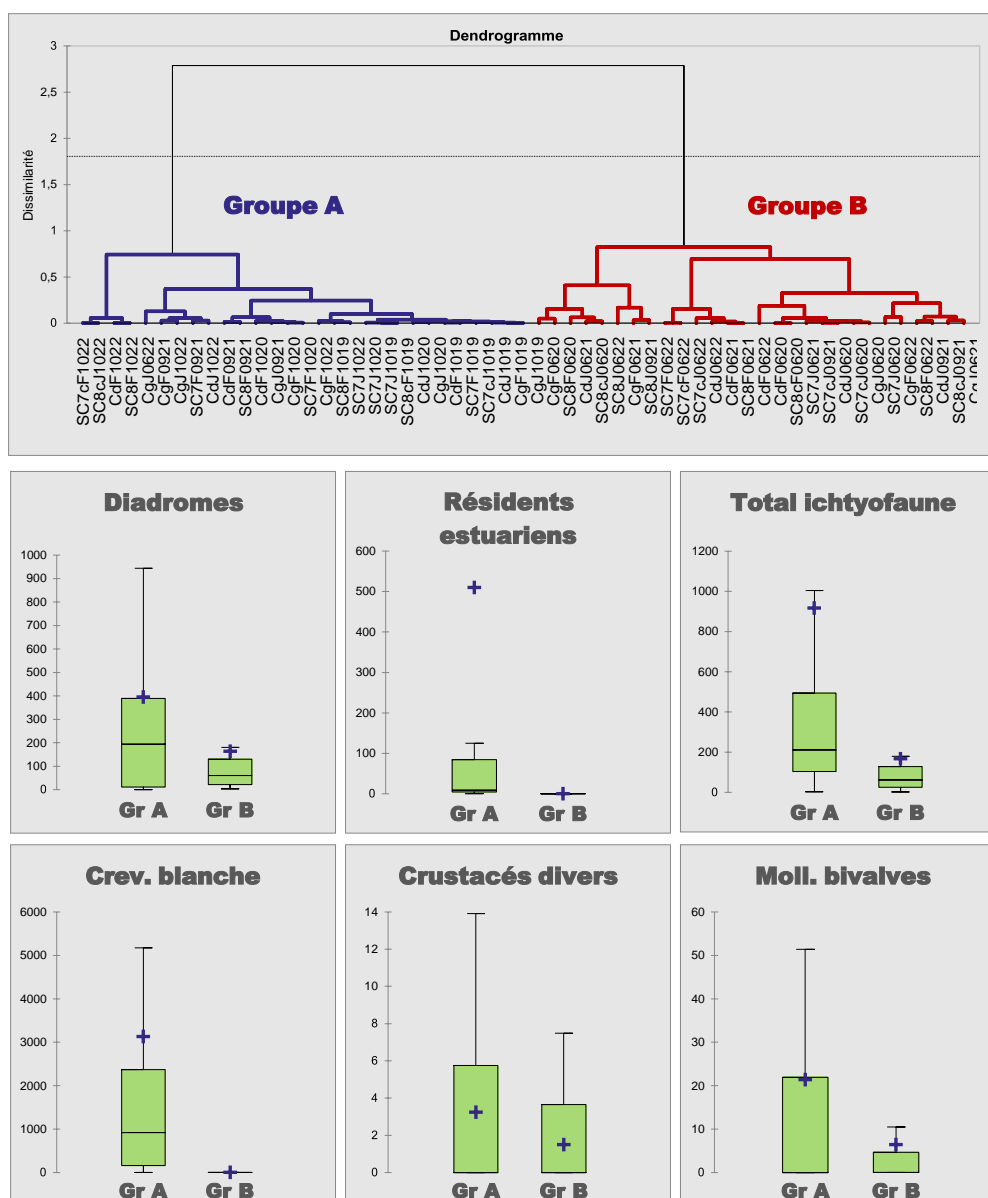 Dendrogramme
3
2,5
2
1,5
1
0,5
0
Dissimilarité
Groupe A
Groupe B
SC7cF1022
SC8cJ1022
CdF1022
SC8F1022
CgJ0622
CgF0921
CgJ1022
SC7F0921
CdJ1022
CdF0921
SC8F0921
CdF1020
CgJ0921
CgF1020
SC7F1020
CgF1022
SC8F1019
SC7J1022
SC7J1020
SC7J1019
SC8cF1019
CdJ1020
CgJ1020
CdF1019
SC7F1019
SC7cJ1019
CdJ1019
CgF1019
CgJ1019
CgF0620
SC8F0620
CdJ0621
SC8cJ0620
SC8J0622
CgF0621
SC8J0921
SC7F0622
SC7cF0622
SC7cJ0622
CdJ0622
CdF0621
SC8F0621
CdF0622
CdF0620
SC8cF0620
SC7J0621
SC7cJ0921
CdJ0620
SC7cJ0620
CgJ0620
SC7J0620
CgF0622
SC8F0622
CdJ0921
SC8cJ0921
CgJ0621
Diadromes
1000
900
800
700
600
500
400
300
200
100
0
Gr A Gr B
Résidents
estuariens
600
500
400
300
200
100
0
Gr A Gr B
Total ichtyofaune
1200
1000
800
600
400
200
0
Gr A Gr B
Crev. blanche
6000
5000
4000
3000
2000
1000
0
Gr A Gr B
Crustacés divers
14
12
10
8
6
4
2
0
Gr A Gr B
Moll. bivalves
60
50
40
30
20
10
0
Gr A Gr B